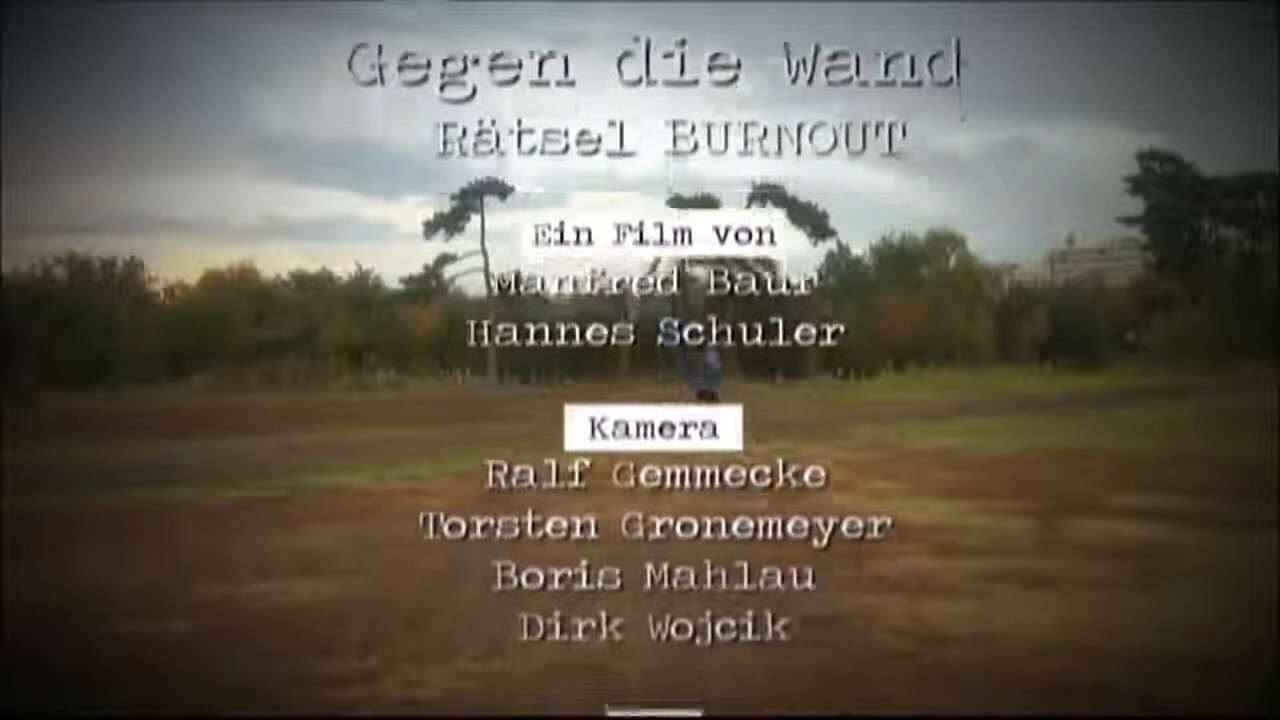 Gegen die Wand
Rätsel BURNOUT
Ein Film von
Manfred Baur
Hannes Schuler
Kamera
Ralf Gemmecke
Torsten Gronemeyer
Boris Mahlau
Dirk Wojcik